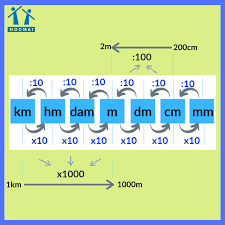 HOCMAI
2m 200cm
:100
:10 :10 :10 :10 :10 :10
km hm dam m dm cm mm
x10 x10 x10 x10 x10 x10
x1000
1km 1000m